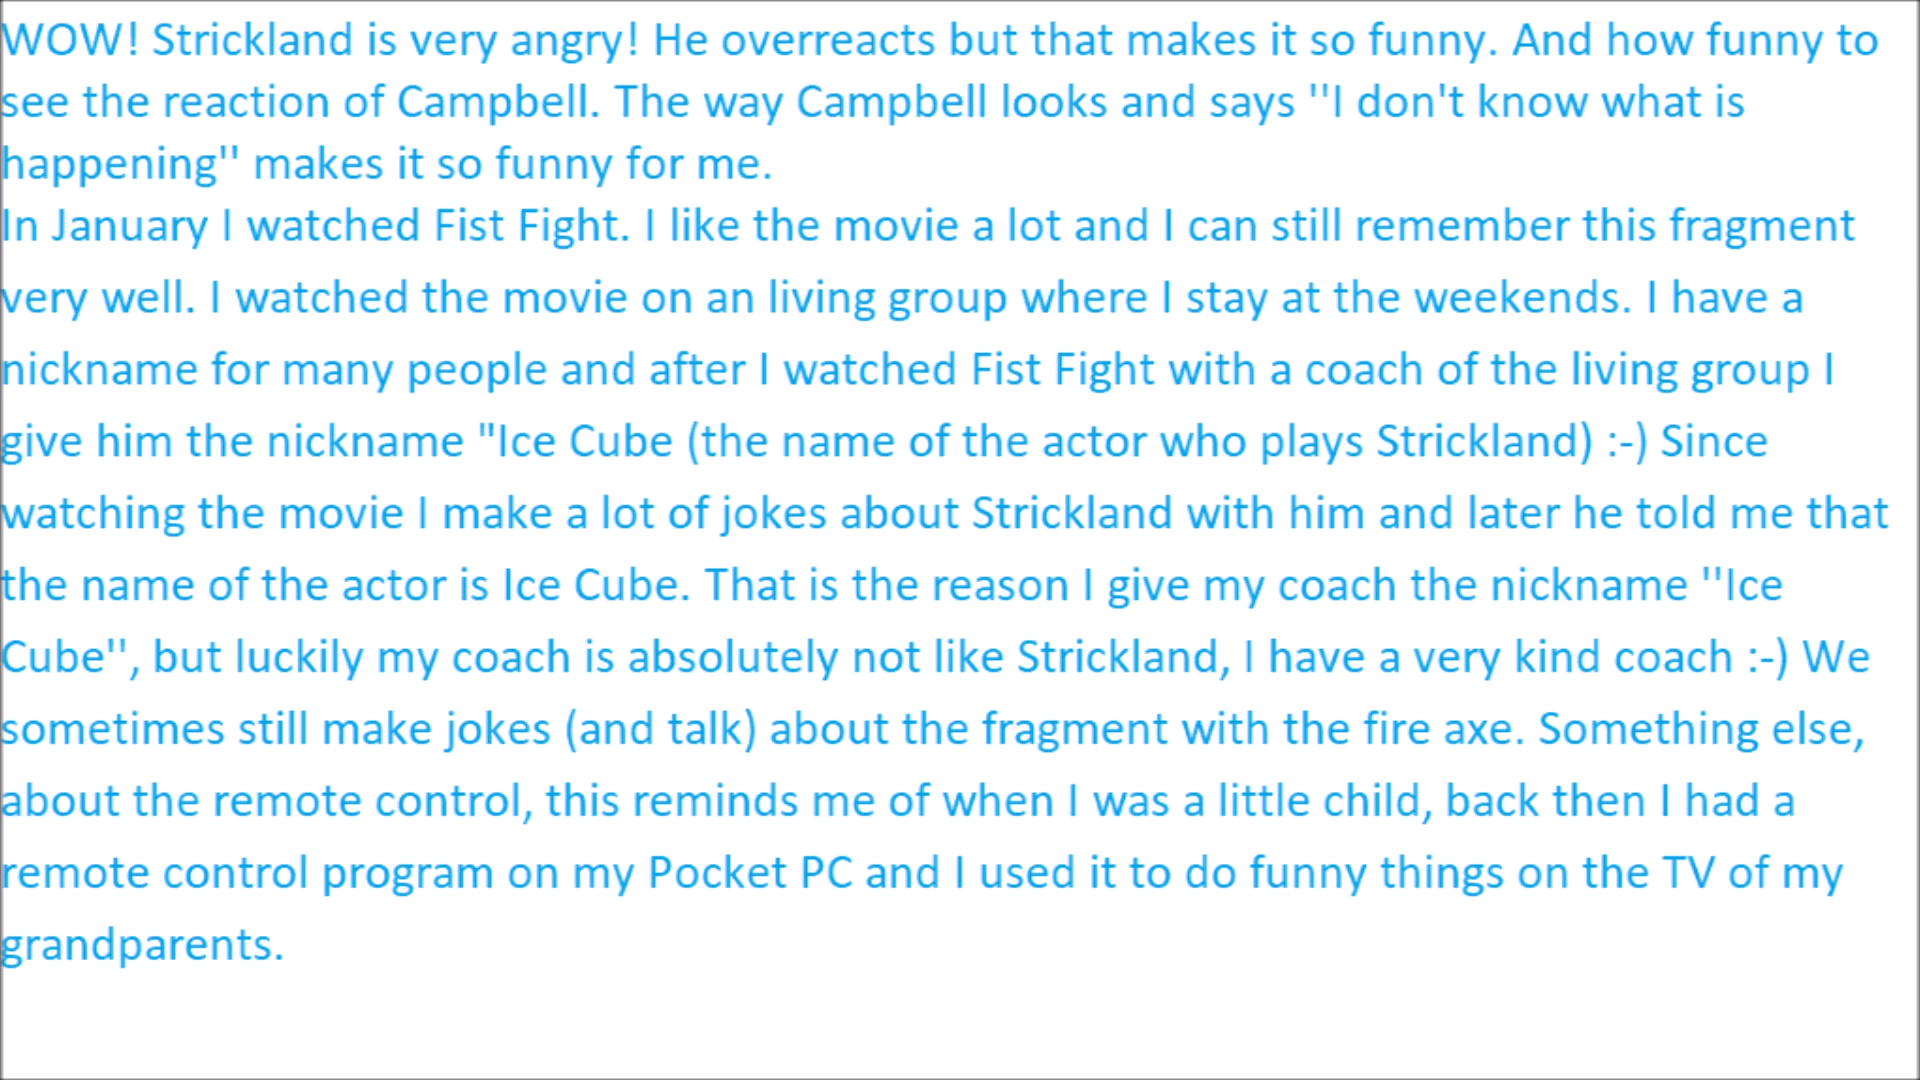 WOW! Strickland is very angry! He overreacts but that makes it so funny. And how funny to
see the reaction of Campbell. The way Campbell looks and says ''I don't know what is
happening'' makes it so funny for me.
In January I watched Fist Fight. I like the movie a lot and I can still remember this fragment
very well. I watched the movie on an living group where I stay at the weekends. I have a
nickname for many people and after I watched Fist Fight with a coach of the living group I
give him the nickname "Ice Cube (the name of the actor who plays Strickland) :-) Since
watching the movie I make a lot of jokes about Strickland with him and later he told me that
the name of the actor is Ice Cube. That is the reason I give my coach the nickname ''Ice
Cube'', but luckily my coach is absolutely not like Strickland, I have a very kind coach :-) We
sometimes still make jokes (and talk) about the fragment with the fire axe. Something else,
about the remote control, this reminds me of when I was a little child, back then I had a
remote control program on my Pocket PC and I used it to do funny things on the TV of my
grandparents.